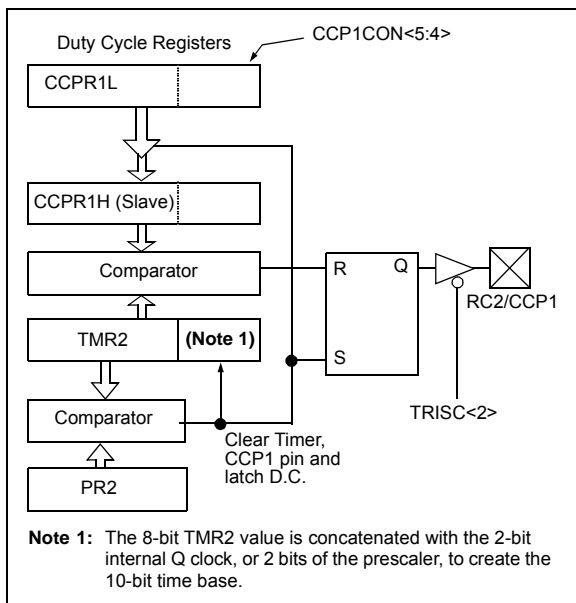 Duty Cycle Registers
CCP1CON<5:4>
CCPR1L
CCPR1H (Slave)
Comparator
R
Q
RC2/CCP1
TMR2
(Note 1)
S
TRISC<2>
Comparator
Clear Timer,
CCP1 pin and
latch D.C.
PR2
Note 1: The 8-bit TMR2 value is concatenated with the 2-bit
internal Q clock, or 2 bits of the prescaler, to create the
10-bit time base.